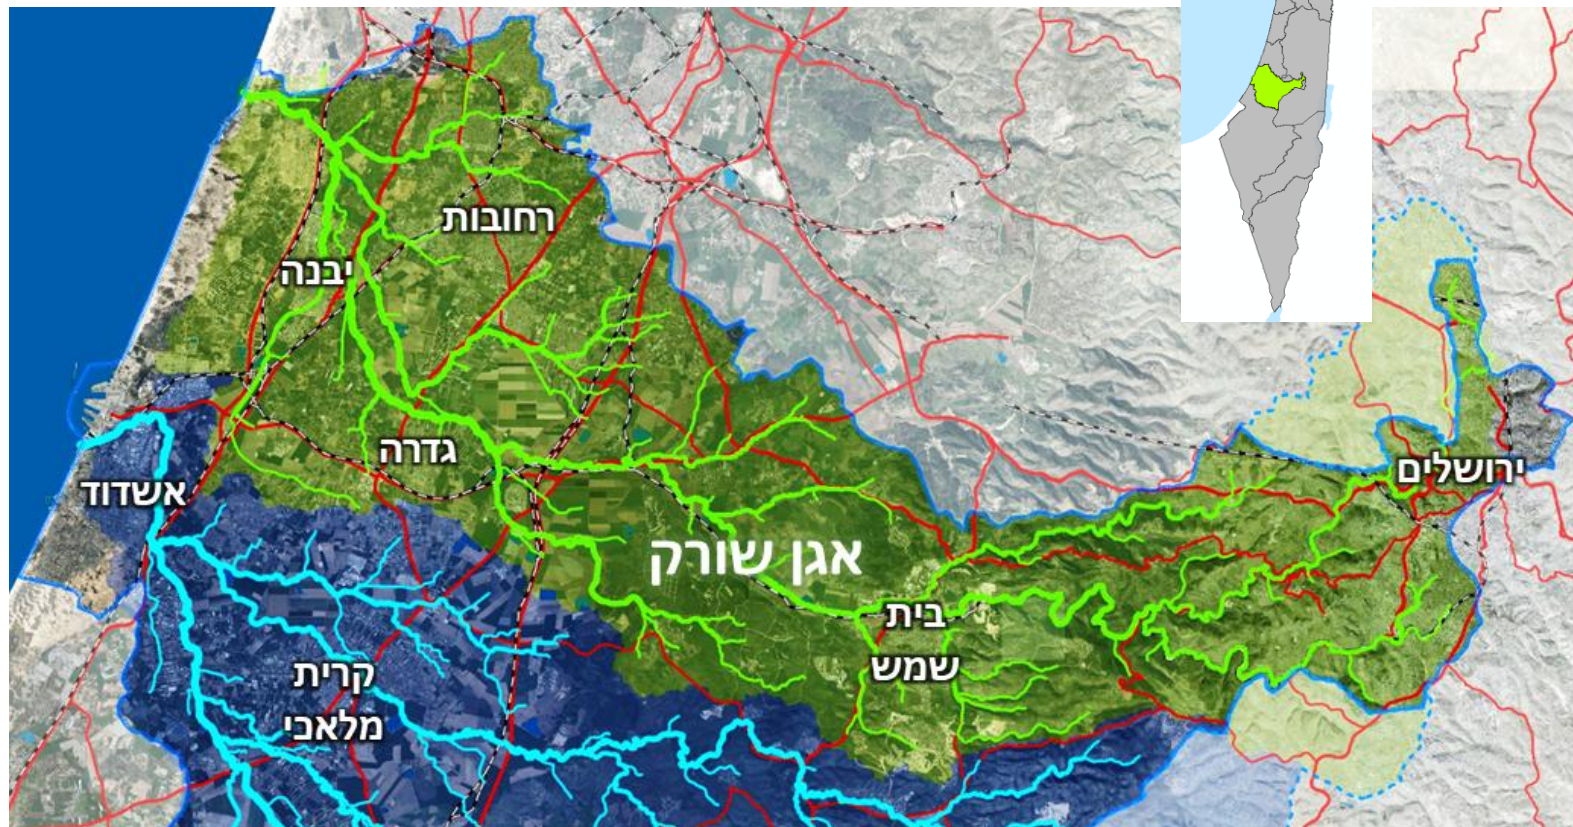 רחובות
יבנה
גדרה
ירושלים
אשדוד
אגן שורק
בית
שמש
קרית
מלאכי